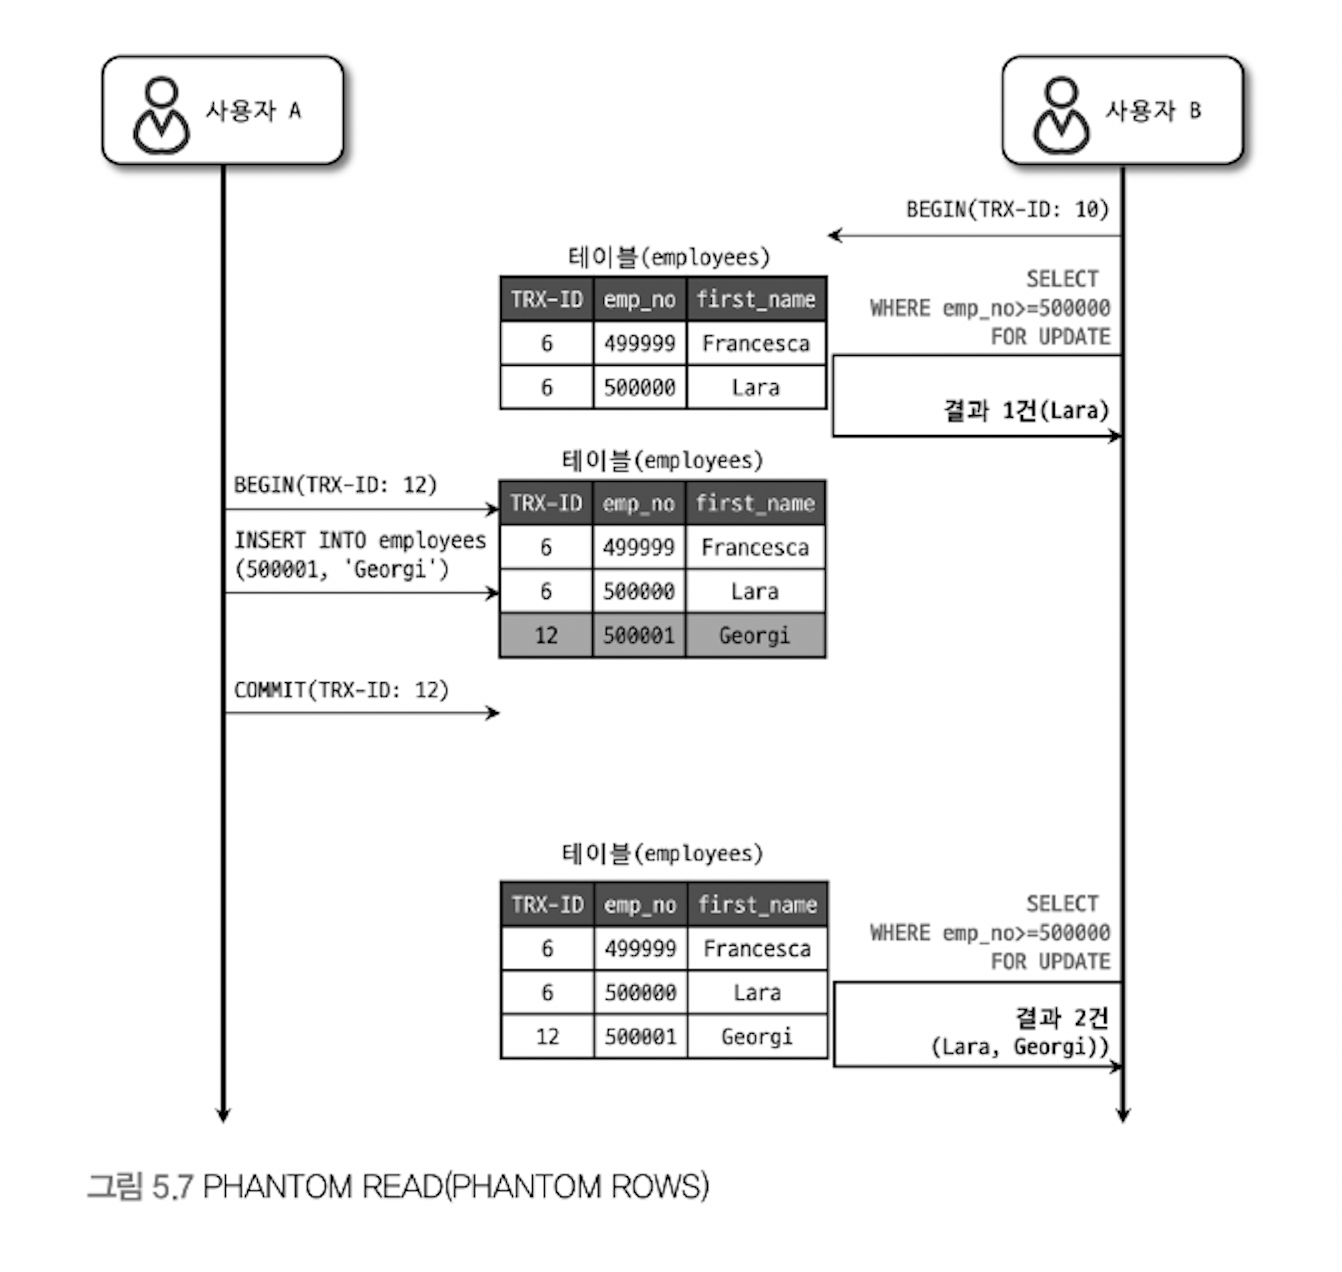 사용자 A
사용자 B
BEGIN(TRX-ID: 10)
테이블(employees)
TRX-ID emp_no first_name
6 499999 Francesca
6 500000 Lara
SELECT
WHERE emp_no>=500000
FOR UPDATE
결과 1건(Lara)
테이블(employees)
BEGIN(TRX-ID: 12)
INSERT INTO employees
(500001, 'Georgi')
TRX-ID emp_no first_name
6 499999 Francesca
6 500000 Lara
12 500001 Georgi
COMMIT(TRX-ID: 12)
테이블(employees)
TRX-ID emp_no first_name
6 499999 Francesca
6 500000 Lara
12 500001 Georgi
SELECT
WHERE emp_no>=500000
FOR UPDATE
결과 2건
(Lara, Georgi))
그림 5.7 PHANTOM READ(PHANTOM ROWS)